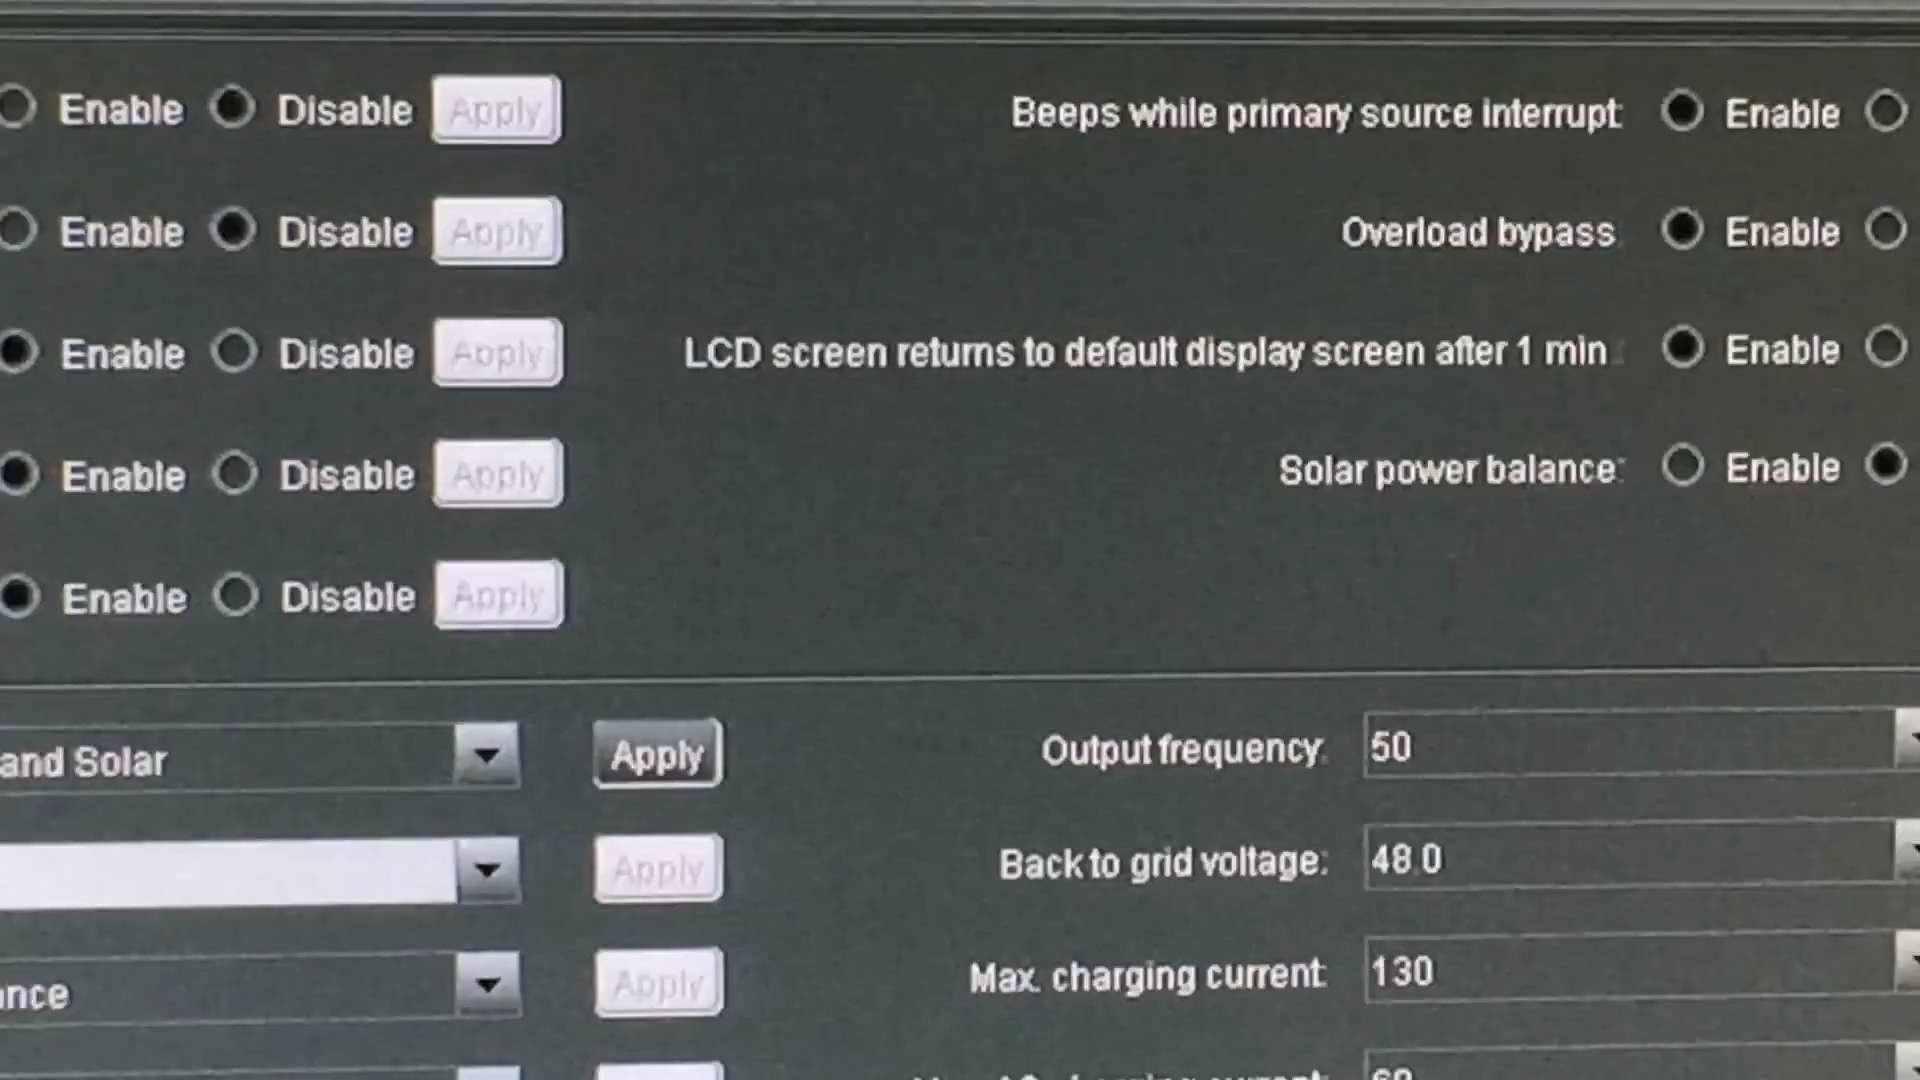 Enable Disable Apply Beeps while primary source interrupt: Enable
Enable Disable Apply Overload bypass Enable
Enable Disable Apply LCD screen returns to default display screen after 1 min : Enable
Enable Disable Apply Solar power balance: Enable
Enable Disable Apply
and Solar Apply Output frequency: 50
Apply Back to grid voltage: 48.0
Apply Max. charging current: 130